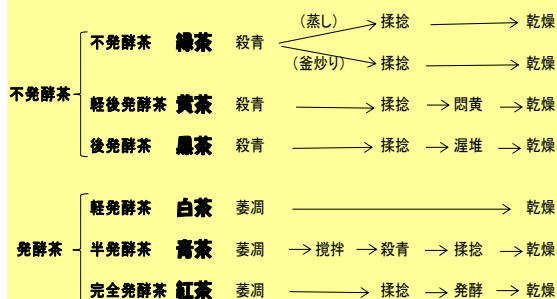 (蒸し) → 揉捻 → 乾燥
不発酵茶 緑茶 殺青
(釜炒り) → 揉捻 → 乾燥
不発酵茶
軽後発酵茶 黄茶 殺青 → 揉捻 → 悶黄 → 乾燥
後発酵茶 黒茶 殺青 → 揉捻 → 渥堆 → 乾燥
軽発酵茶 白茶 萎凋 → 乾燥
発酵茶 半発酵茶 青茶 萎凋 → 撹拌 → 殺青 → 揉捻 → 乾燥
完全発酵茶 紅茶 萎凋 → 揉捻 → 発酵 → 乾燥